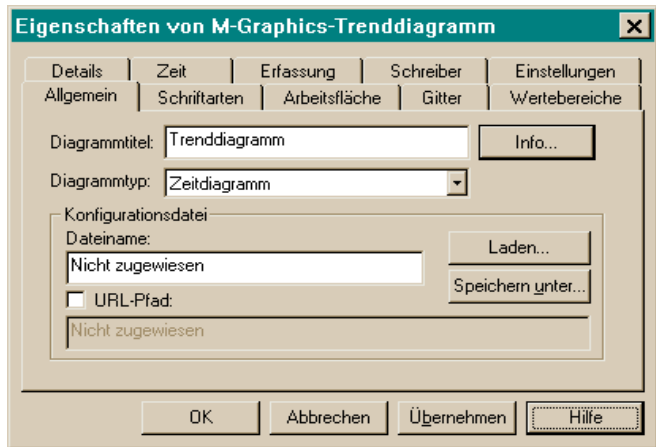 Eigenschaften von M-Graphics-Trenddiagramm
Details Zeit Erfassung Schreiber Einstellungen
Allgemein Schriftarten Arbeitsfläche Gitter Wertebereiche
Diagrammtitel: Trenddiagramm Info...
Diagrammtyp: Zeitdiagramm
Konfigurationsdatei
Dateiname:
Laden...
Nicht zugewiesen
Speichern unter...
URL-Pfad:
Nicht zugewiesen
OK Abbrechen Übernehmen Hilfe